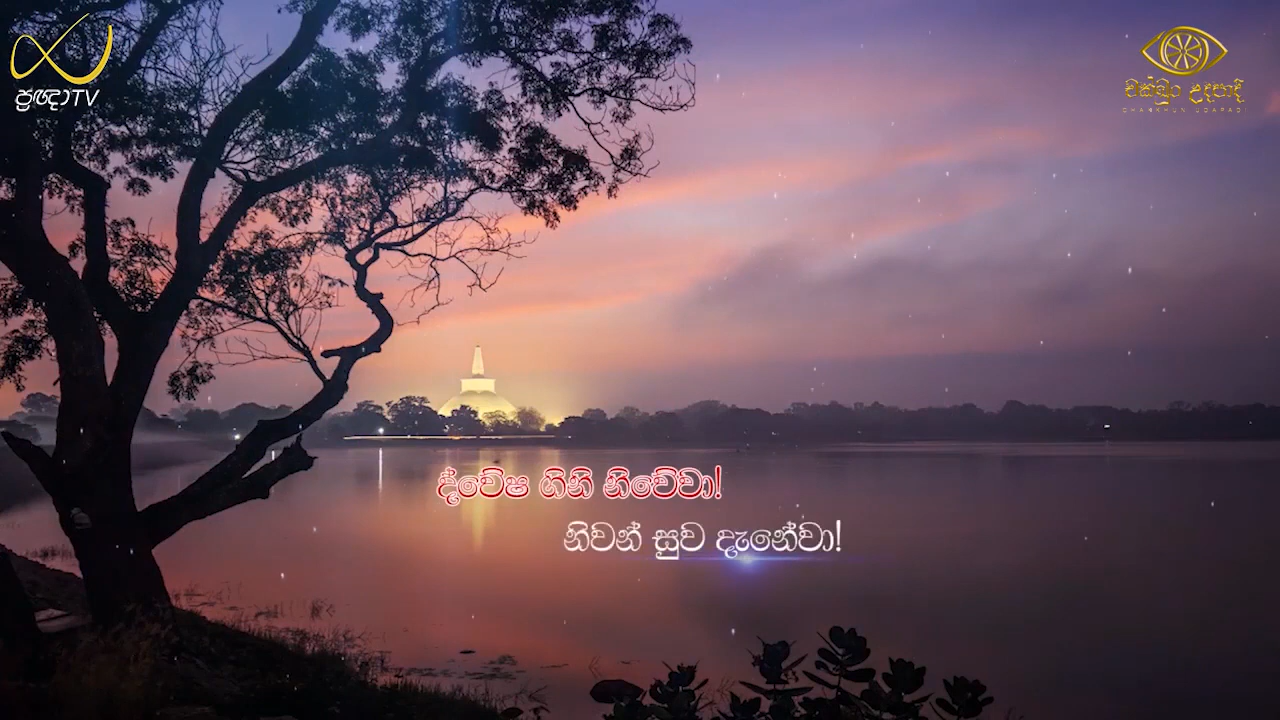 ප්‍රඥාTV
චක්ඛුං උදපාදී
CHAKKHUN UDAPADI
ද්වේෂ ගිනි නිවේවා!
නිවන් සුව දැනේවා!